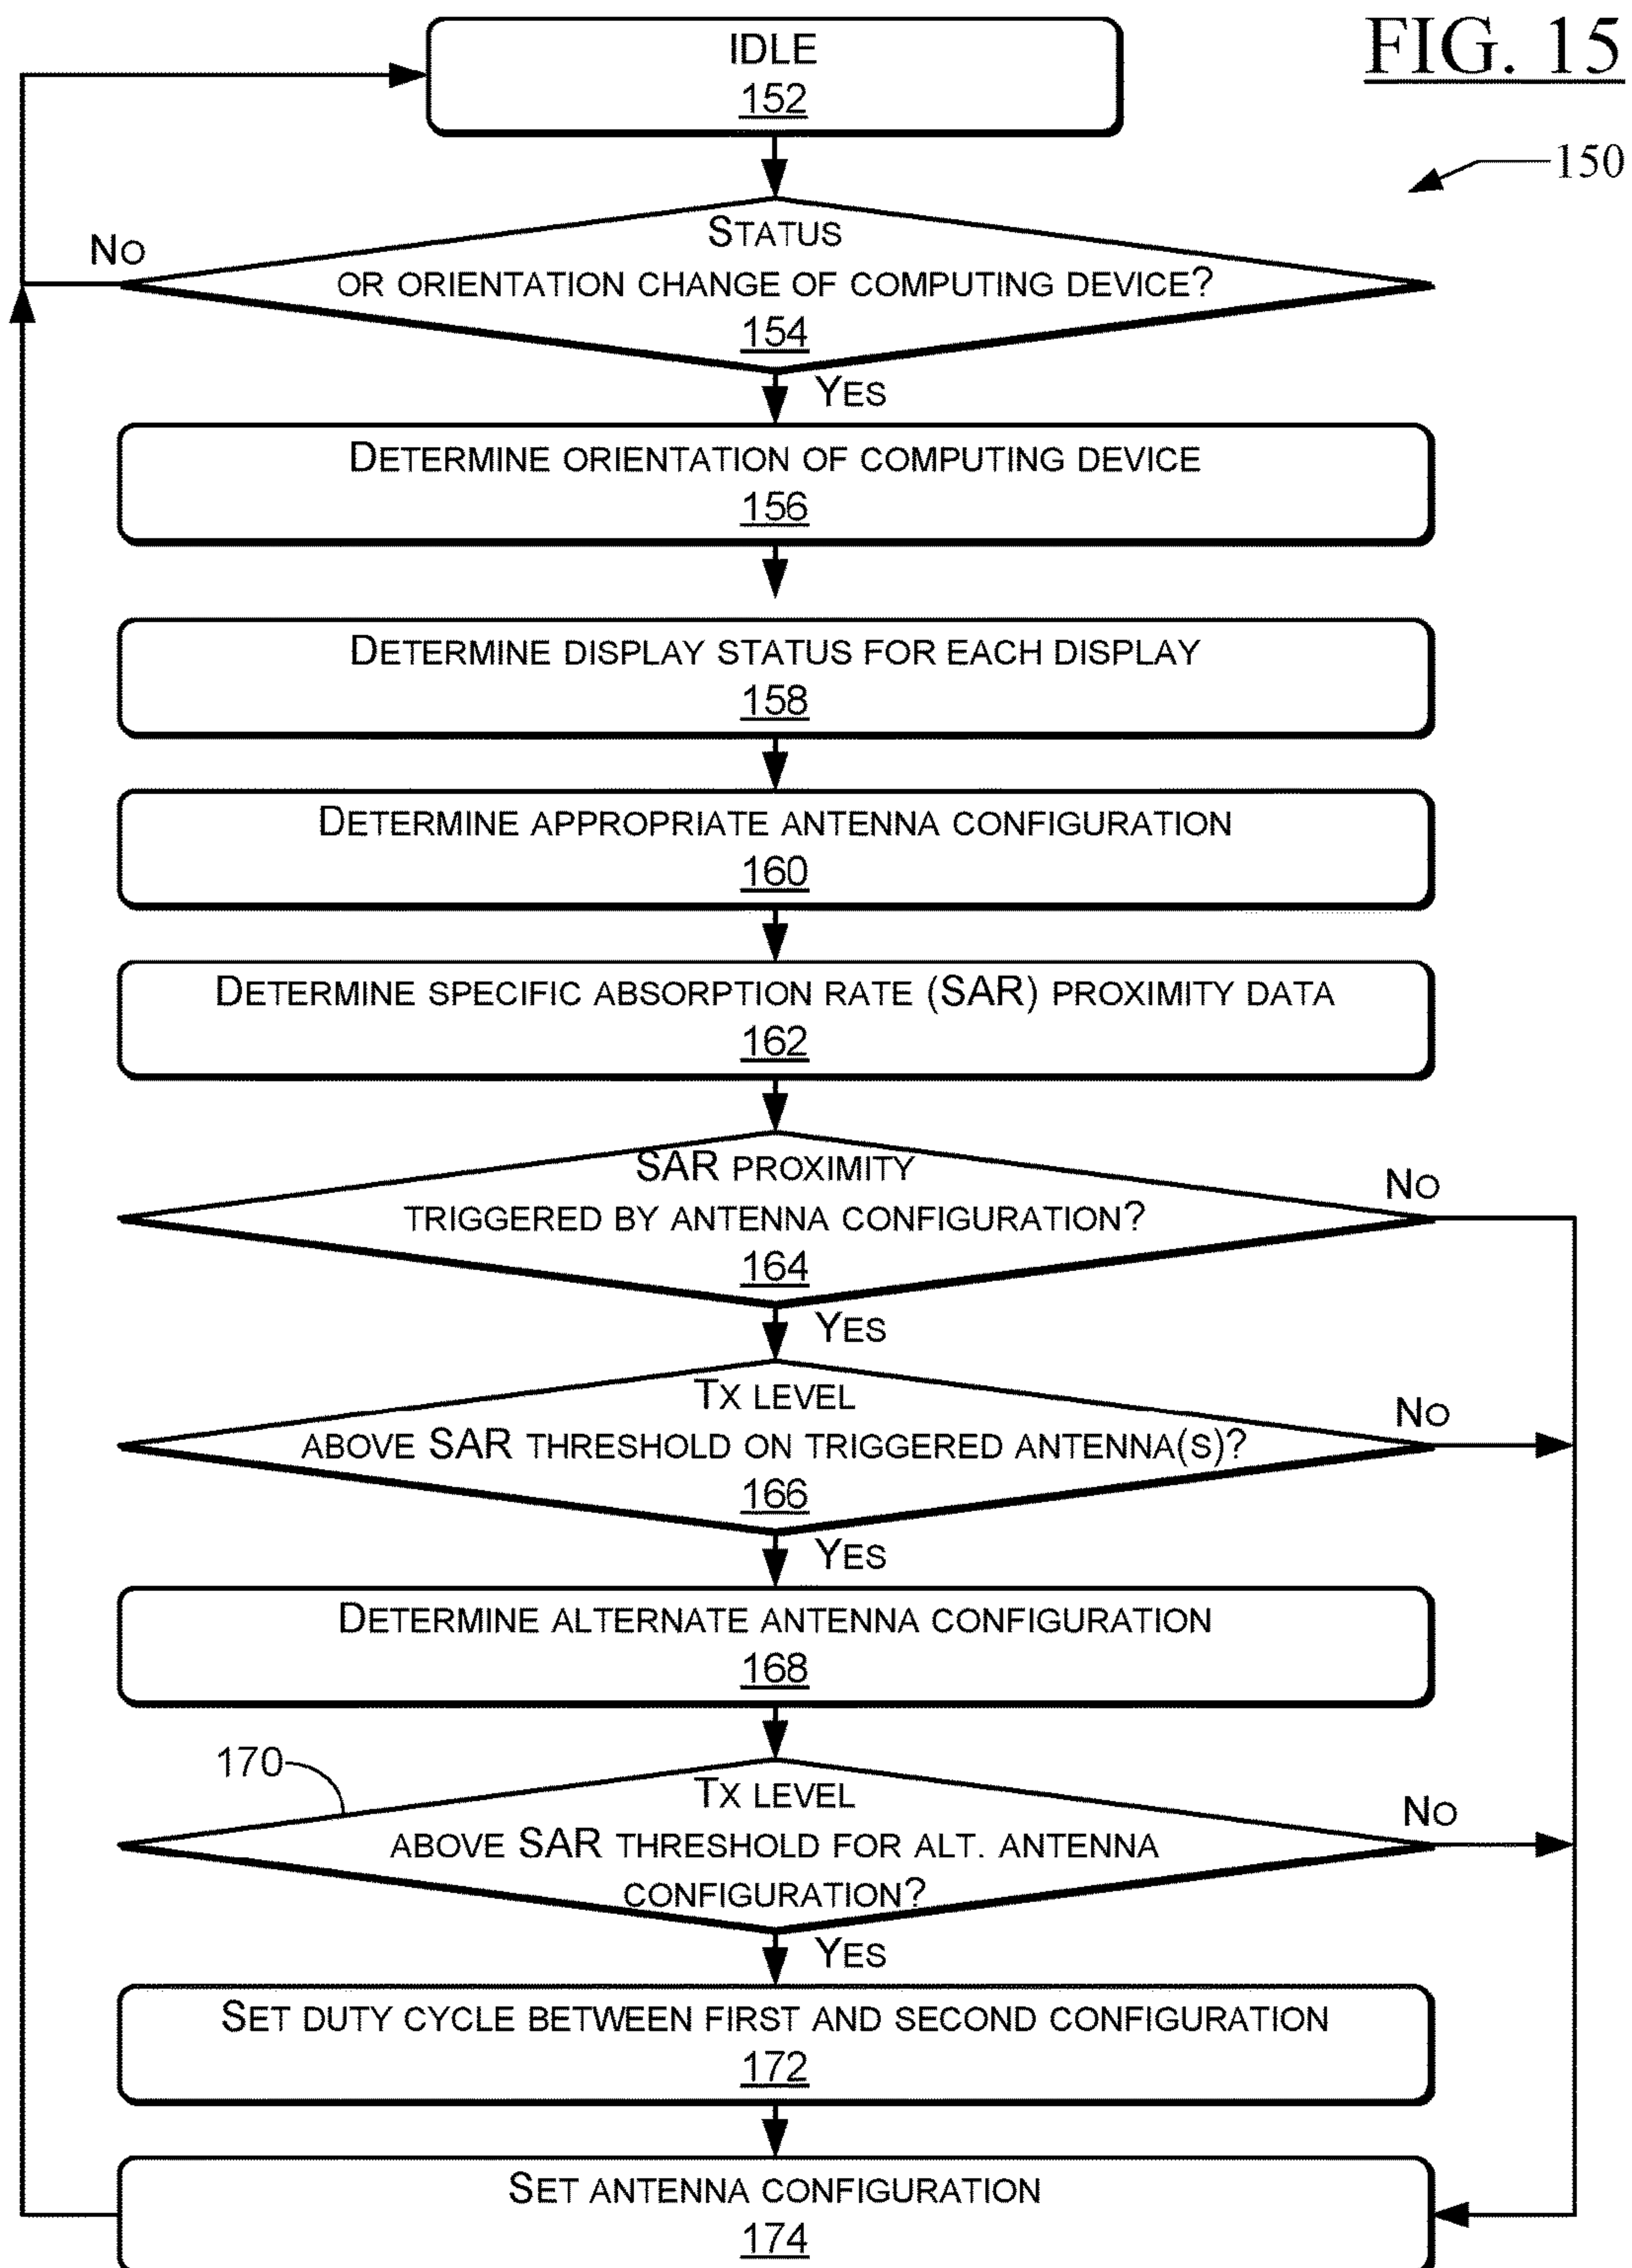 FIG. 15
IDLE
152
150
STATUS
OR ORIENTATION CHANGE OF COMPUTING DEVICE?
154
NO
YES
DETERMINE ORIENTATION OF COMPUTING DEVICE
156
DETERMINE DISPLAY STATUS FOR EACH DISPLAY
158
DETERMINE APPROPRIATE ANTENNA CONFIGURATION
160
DETERMINE SPECIFIC ABSORPTION RATE (SAR) PROXIMITY DATA
162
SAR PROXIMITY
TRIGGERED BY ANTENNA CONFIGURATION?
164
NO
YES
TX LEVEL
ABOVE SAR THRESHOLD ON TRIGGERED ANTENNA(S)?
166
NO
YES
DETERMINE ALTERNATE ANTENNA CONFIGURATION
168
170
TX LEVEL
ABOVE SAR THRESHOLD FOR ALT. ANTENNA
CONFIGURATION?
NO
YES
SET DUTY CYCLE BETWEEN FIRST AND SECOND CONFIGURATION
172
SET ANTENNA CONFIGURATION
174